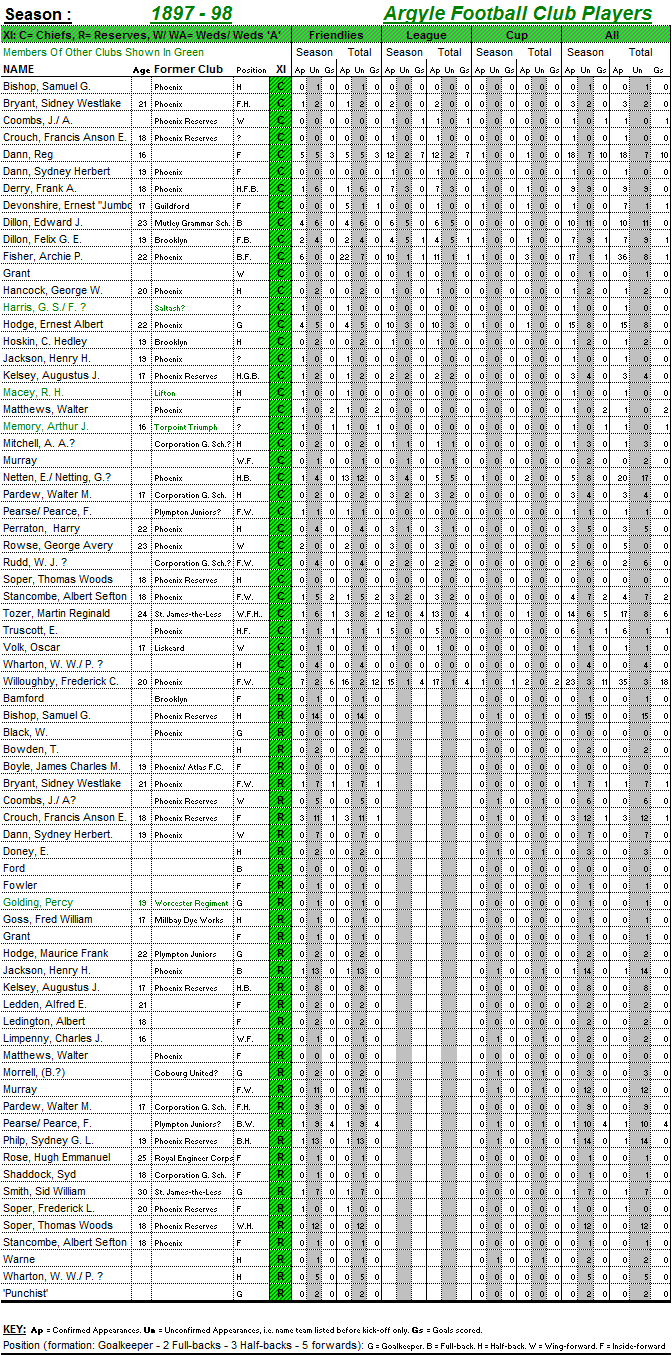 Season : 1897 - 98 Argyle Football Club Players
XI: C= Chiefs, R= Reserves, W/ WA= Weds/ Weds 'A' Friendlies League Cup All
Members Of Other Clubs Shown In Green Season Total Season Total Season Total Season Total
NAME Age Former Club Position XI Ap Un Gs Ap Un Gs Ap Un Gs Ap Un Gs Ap Un Gs Ap Un Gs Ap Un Gs Ap Un Gs
Bishop, Samuel G. Phoenix H C 0 1 0 0 1 0 0 0 0 0 0 0 0 0 0 0 0 0 0 1 0 0 1 0
Bryant, Sidney Westlake 21 Phoenix F.H. C 1 2 0 1 2 0 2 0 0 2 0 0 0 0 0 0 0 0 3 2 0 3 2 0
Coombs, J./ A. Phoenix Reserves W C 0 0 0 0 0 0 1 0 1 1 0 1 0 0 0 0 0 0 1 0 1 1 0 1
Crouch, Francis Anson E. 18 Phoenix Reserves ? C 0 0 0 0 0 0 1 0 0 1 0 0 0 0 0 0 0 0 1 0 0 1 0 0
Dann, Reg 16 F C 5 5 3 5 5 3 12 2 7 12 2 7 1 0 0 1 0 0 18 7 10 18 7 10
Dann, Sydney Herbert 19 Phoenix F C 0 1 0 0 1 0 0 0 0 0 0 0 0 0 0 0 0 0 0 1 0 0 1 0
Derry, Frank A. 18 Phoenix H.F.B. C 1 6 0 1 6 0 7 3 0 7 3 0 1 0 0 1 0 0 9 9 0 9 9 0
Devonshire, Ernest "Jumbo 17 Guildford F C 0 0 0 5 1 1 1 0 0 1 0 0 0 0 0 1 0 0 1 0 0 7 1 1
Dillon, Edward J. 23 Mutley Grammar Sch. B C 4 6 0 4 6 0 6 5 0 6 5 0 0 0 0 0 0 0 10 11 0 10 11 0
Dillon, Felix G. E. 19 Brooklyn F.B. C 2 4 0 2 4 0 4 5 1 4 5 1 1 0 0 1 0 0 7 9 1 7 9 1
Fisher, Archie P. 22 Phoenix B.F. C 6 0 0 22 7 0 10 1 1 11 1 1 1 0 0 3 0 0 17 1 1 36 8 1
Grant W C 0 0 0 0 0 0 0 1 0 0 1 0 0 0 0 0 0 0 0 1 0 0 1 0
Hancock, George W. 20 Phoenix H C 0 2 0 0 2 0 1 0 0 1 0 0 0 0 0 0 0 0 1 2 0 1 2 0
Harris, G. S./ F. ? Saltash? ? C 1 0 0 1 0 0 0 0 0 0 0 0 0 0 0 0 0 0 1 0 0 1 0 0
Hodge, Ernest Albert 22 Phoenix G C 4 5 0 4 5 0 10 3 0 10 3 0 1 0 0 1 0 0 15 8 0 15 8 0
Hoskin, C. Hedley 19 Brooklyn H C 0 2 0 0 2 0 1 0 0 1 0 0 0 0 0 0 0 0 1 2 0 1 2 0
Jackson, Henry H. 19 Phoenix ? C 1 0 0 1 0 0 0 0 0 0 0 0 0 0 0 0 0 0 1 0 0 1 0 0
Kelsey, Augustus J. 17 Phoenix Reserves H.G.B. C 1 2 0 1 2 0 2 2 0 2 2 0 0 0 0 0 0 0 3 4 0 3 4 0
Macey, R. H. Lifton H C 1 0 0 1 0 0 0 0 0 0 0 0 0 0 0 0 0 0 1 0 0 1 0 0
Matthews, Walter Phoenix F C 1 0 2 1 0 2 0 0 0 0 0 0 0 0 0 0 0 0 1 0 2 1 0 2
Memory, Arthur J. 16 Torpoint Triumph ? C 1 0 1 1 0 1 0 0 0 0 0 0 0 0 0 0 0 0 1 0 1 1 0 1
Mitchell, A. A.? Corporation G. Sch.? H C 0 2 0 0 2 0 1 1 0 1 1 0 0 0 0 0 0 0 1 3 0 1 3 0
Murray W.F. C 0 1 0 0 1 0 1 0 0 1 0 0 0 0 0 0 0 0 1 1 0 1 1 0
Netten, E./ Netting, G.? Phoenix H.B. C 1 4 0 13 12 0 3 4 0 5 5 0 1 0 0 2 0 0 5 8 0 20 17 0
Pardew, Walter M. 17 Corporation G. Sch. H C 0 2 0 0 2 0 3 2 0 3 2 0 0 0 0 0 0 0 3 4 0 3 4 0
Pearse/ Pearce, F. Plympton Juniors? F.W. C 0 1 0 0 1 0 1 0 0 1 0 0 0 0 0 0 0 0 1 1 0 1 1 0
Perraton, Harry 22 Phoenix H C 0 4 0 0 4 0 3 1 0 3 1 0 0 0 0 0 0 0 3 5 0 3 5 0
Rowse, George Avery 23 Phoenix W C 2 0 0 2 0 0 3 0 0 3 0 0 0 0 0 0 0 0 5 0 0 5 0 0
Rudd, W. J. ? Corporation G. Sch.? F.W. C 0 4 0 0 4 0 2 2 0 2 2 0 0 0 0 0 0 0 2 6 0 2 6 0
Soper, Thomas Woods 18 Phoenix Reserves H C 0 1 0 0 1 0 0 0 0 0 0 0 0 0 0 0 0 0 0 1 0 0 1 0
Stancombe, Albert Sefton 18 Phoenix F.W. C 1 5 2 1 5 2 3 2 0 3 2 0 0 0 0 0 0 0 4 7 2 4 7 2
Tozer, Martin Reginald 24 St. James-the-Less W.F.H.. C 1 6 1 3 8 2 12 0 4 13 0 4 1 0 0 1 0 0 14 6 5 17 8 6
Truscott, E. Phoenix H.F. C 1 1 1 1 1 1 5 0 0 5 0 0 0 0 0 0 0 0 6 1 1 6 1 1
Volk, Oscar 17 Liskeard W C 0 1 0 0 1 0 1 0 0 1 0 0 0 0 0 0 0 0 1 1 0 1 1 0
Wharton, W. W./ P. ? H C 0 4 0 0 4 0 0 0 0 0 0 0 0 0 0 0 0 0 0 4 0 0 4 0
Willoughby, Frederick C. 20 Phoenix F.W. C 7 2 6 16 2 12 15 1 4 17 1 4 1 0 1 2 0 2 23 3 11 35 3 18
Bamford Brooklyn F R 0 1 0 0 1 0 0 0 0 0 0 0 0 1 0 0 1 0
Bishop, Samuel G. Phoenix Reserves H R 0 14 0 0 14 0 0 1 0 0 1 0 0 15 0 0 15 0
Black, W. Phoenix G R 0 0 0 0 0 0 0 0 0 0 0 0 0 0 0 0 0 0
Bowden, T. H R 0 2 0 0 2 0 0 0 0 0 0 0 0 2 0 0 2 0
Boyle, James Charles M. 19 Phoenix/ Atlas F.C. F R 0 0 0 0 0 0 0 0 0 0 0 0 0 0 0 0 0 0
Bryant, Sidney Westlake 21 Phoenix F.W. R 1 7 1 1 7 1 0 0 0 0 0 0 1 7 1 1 7 1
Coombs, J./ A? Phoenix Reserves W R 0 5 0 0 5 0 0 1 0 0 1 0 0 6 0 0 6 0
Crouch, Francis Anson E. 18 Phoenix Reserves F R 3 11 1 3 11 1 0 1 0 0 1 0 3 12 1 3 12 1
Dann, Sydney Herbert. 19 Phoenix W R 0 7 0 0 7 0 0 0 0 0 0 0 0 7 0 0 7 0
Doney, E. H R 0 2 0 0 2 0 0 1 0 0 1 0 0 3 0 0 3 0
Ford B R 0 0 0 0 0 0 0 0 0 0 0 0 0 0 0 0 0 0
Fowler F R 0 1 0 0 1 0 0 0 0 0 0 0 0 1 0 0 1 0
Golding, Percy 19 Worcester Regiment G R 0 1 0 0 1 0 0 0 0 0 0 0 0 1 0 0 1 0
Goss, Fred William 17 Millbay Dye Works H R 0 1 0 0 1 0 0 0 0 0 0 0 0 1 0 0 1 0
Grant F R 0 1 0 0 1 0 0 0 0 0 0 0 0 1 0 0 1 0
Hodge, Maurice Frank 22 Plympton Juniors G R 0 2 0 0 2 0 0 0 0 0 0 0 0 2 0 0 2 0
Jackson, Henry H. Phoenix B R 1 13 0 1 13 0 0 1 0 0 1 0 1 14 0 1 14 0
Kelsey, Augustus J. 17 Phoenix Reserves H.B. R 0 8 0 0 8 0 0 0 0 0 0 0 0 8 0 0 8 0
Ledden, Alfred E. 21 F R 0 1 0 0 1 0 0 0 0 0 0 0 0 1 0 0 1 0
Ledington, Albert 18 F R 0 2 0 0 2 0 0 0 0 0 0 0 0 2 0 0 2 0
Limpenny, Charles J. 16 W.F. R 0 1 0 0 1 0 0 1 0 0 1 0 0 2 0 0 2 0
Matthews, Walter Phoenix F R 0 0 0 0 0 0 0 0 0 0 0 0 0 0 0 0 0 0
Morrell, (B.?) Cobourg United? G R 0 2 0 0 2 0 0 1 0 0 1 0 0 3 0 0 3 0
Murray F.W. R 0 11 0 0 11 0 0 1 0 0 1 0 0 12 0 0 12 0
Pardew, Walter M. 17 Corporation G. Sch. F.H. R 0 9 0 0 9 0 0 0 0 0 0 0 0 9 0 0 9 0
Pearse/ Pearce, F. Plympton Juniors? B.W. R 1 9 4 1 9 4 0 1 0 0 1 0 1 10 4 1 10 4
Philp, Sydney G. L. 19 Phoenix Reserves B.H. R 1 13 0 1 13 0 0 1 0 0 1 0 1 14 0 1 14 0
Rose, Hugh Emmanuel 25 Royal Engineer Corps F R 0 1 0 0 1 0 0 0 0 0 0 0 0 1 0 0 1 0
Shaddock, Syd 18 Corporation G. Sch. F R 0 1 0 0 1 0 0 0 0 0 0 0 0 1 0 0 1 0
Smith, Sid William 30 St. James-the-Less G R 1 7 0 1 7 0 0 0 0 0 0 0 1 7 0 1 7 0
Soper, Frederick L. 20 Phoenix Reserves F R 0 1 0 0 1 0 0 0 0 0 0 0 0 1 0 0 1 0
Soper, Thomas Woods 18 Phoenix Reserves W.H. R 0 12 0 0 12 0 0 0 0 0 0 0 0 12 0 0 12 0
Stancombe, Albert Sefton 18 Phoenix F R 0 1 0 0 1 0 0 0 0 0 0 0 0 1 0 0 1 0
Warne H R 0 1 0 0 1 0 0 1 0 0 1 0 0 2 0 0 2 0
Wharton, W. W./ P. ? H R 0 5 0 0 5 0 0 0 0 0 0 0 0 5 0 0 5 0
'Punchist' G R 0 2 0 0 2 0 0 0 0 0 0 0 0 2 0 0 2 0
KEY: Ap = Confirmed Appearances. Un = Unconfirmed Appearances, i.e. name team listed before kick-off only. Gs = Goals scored.
Position (formation: Goalkeeper - 2 Full-backs - 3 Half-backs - 5 forwards): G = Goalkeeper. B = Full-back. H = Half-back. W = Wing-forward. F = Inside-forward